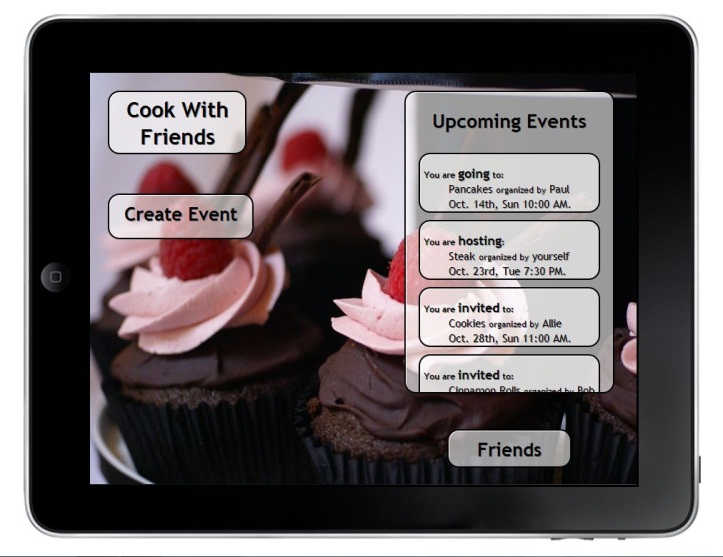 Cook With
Friends
Create Event
Upcoming Events
You are going to:
Pancakes organized by Paul
Oct. 14th, Sun 10:00 AM.
You are hosting:
Steak organized by yourself
Oct. 23rd, Tue 7:30 PM.
You are invited to:
Cookies organized by Allie
Oct. 28th, Sun 11:00 AM.
You are invited to:
Cinnamon Rolls organized by Bob
Friends